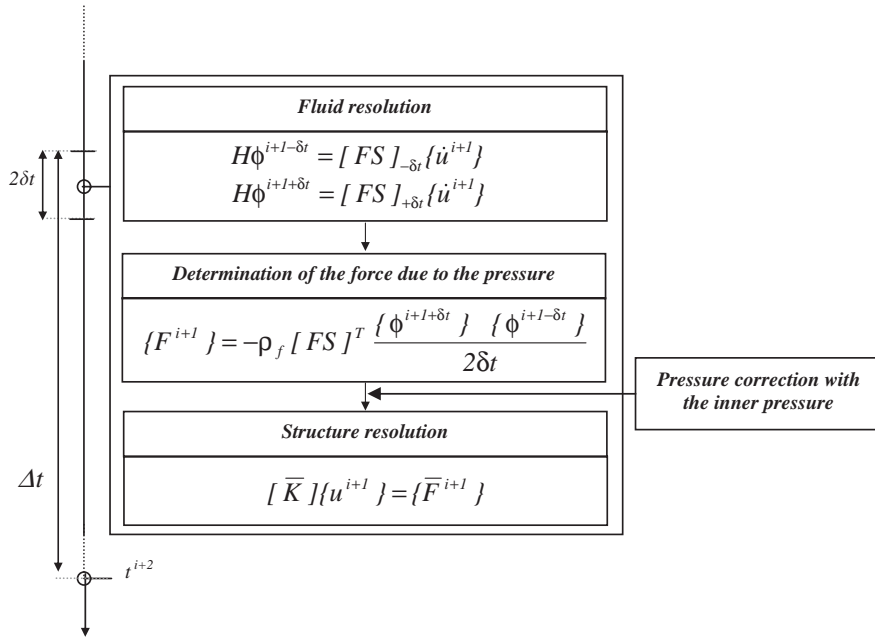 Fluid resolution
Hϕ^{i+1-δt} = [ FS ]_{-δt} {u̇^{i+1}}
Hϕ^{i+1+δt} = [ FS ]_{+δt} {u̇^{i+1}}
2δt
Determination of the force due to the pressure
{F^{i+1}} = -ρ_f [ FS ]^T \frac{{ϕ^{i+1+δt}} {ϕ^{i+1-δt}}}{2δt}
Pressure correction with
the inner pressure
Structure resolution
[ K̅ ]{u^{i+1}} = {F̅^{i+1}}
Δt
t^{i+2}